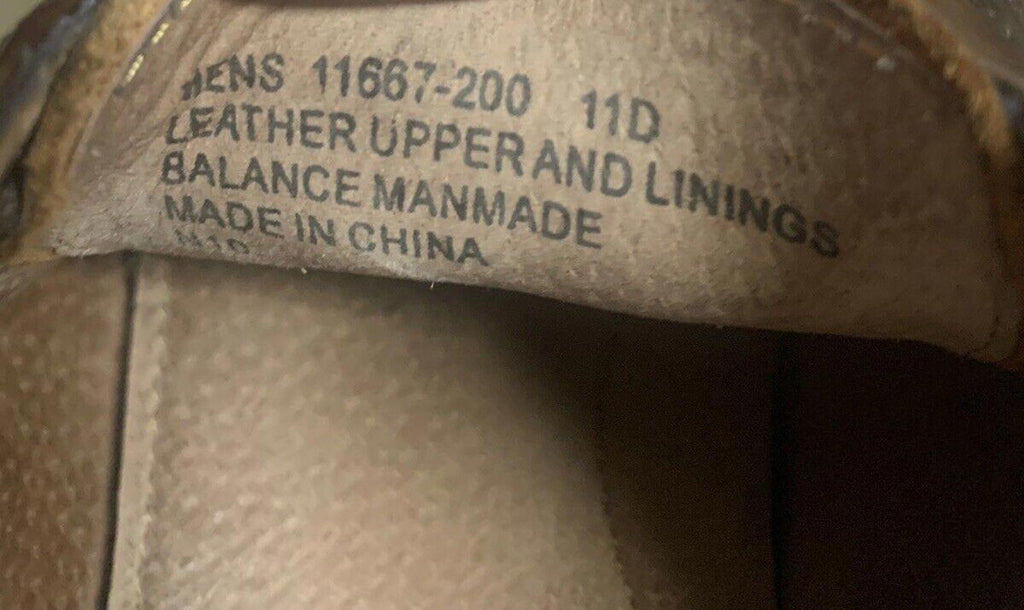 MENS 11667-200 11D
LEATHER UPPER AND LININGS
BALANCE MANMADE
MADE IN CHINA